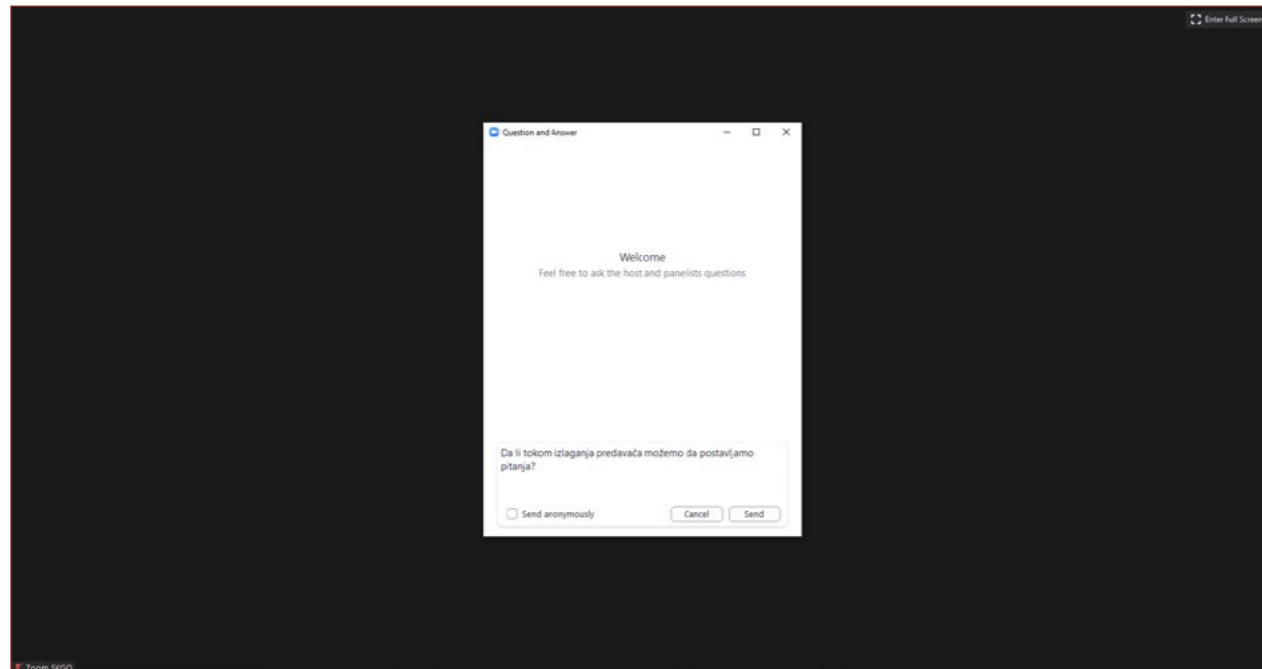 Enter Full Screen
Question and Answer
Welcome
Feel free to ask the host and panelists questions
Da li tokom izlaganja predavača možemo da postavljamo
pitanja?
Send anonymously
Cancel
Send
Zoom SKGO